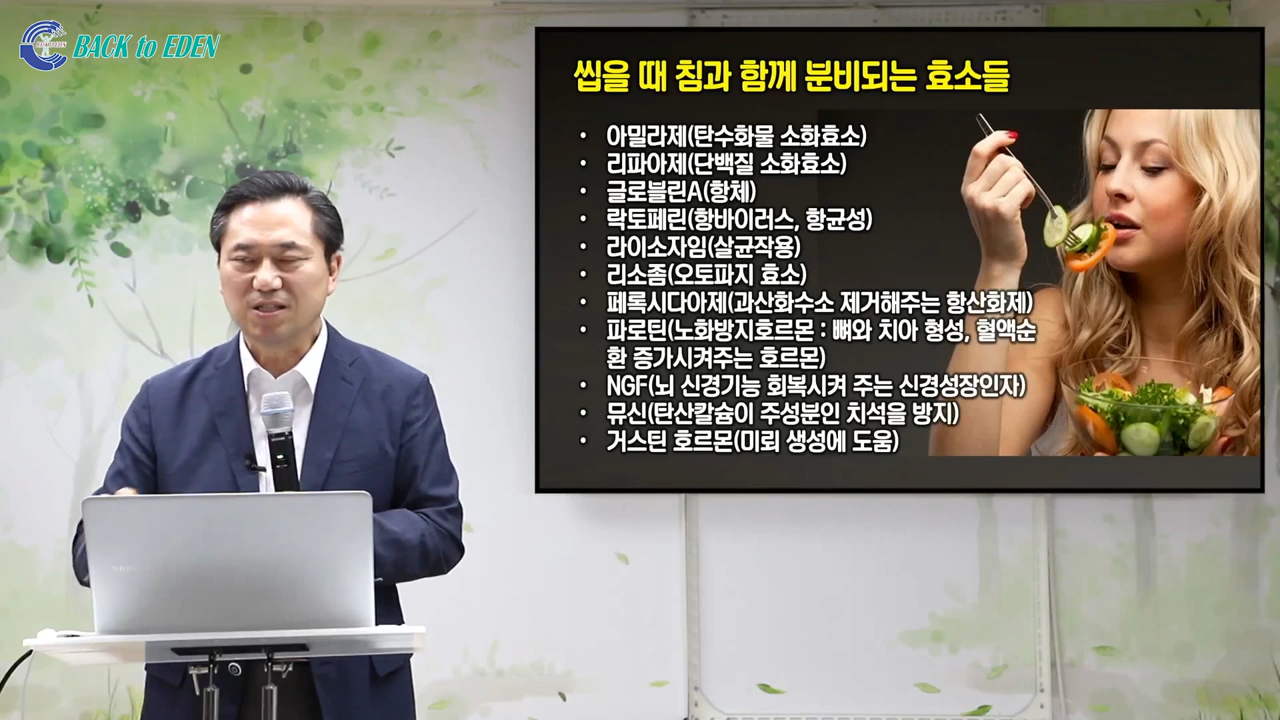 BACK to EDEN
씹을 때 침과 함께 분비되는 효소들
• 아밀라제(탄수화물 소화효소)
• 리파아제(단백질 소화효소)
• 글로블린A(항체)
• 락토페린(항바이러스, 항균성)
• 라이소자임(살균작용)
• 리소좀(오토파지 효소)
• 페록시다아제(과산화수소 제거해주는 항산화제)
• 파로틴(노화방지호르몬 : 뼈와 치아 형성, 혈액순
환 증가시켜주는 호르몬)
• NGF(뇌 신경기능 회복시켜 주는 신경성장인자)
• 뮤신(탄산칼슘이 주성분인 치석을 방지)
• 거스틴 호르몬(미뢰 생성에 도움)